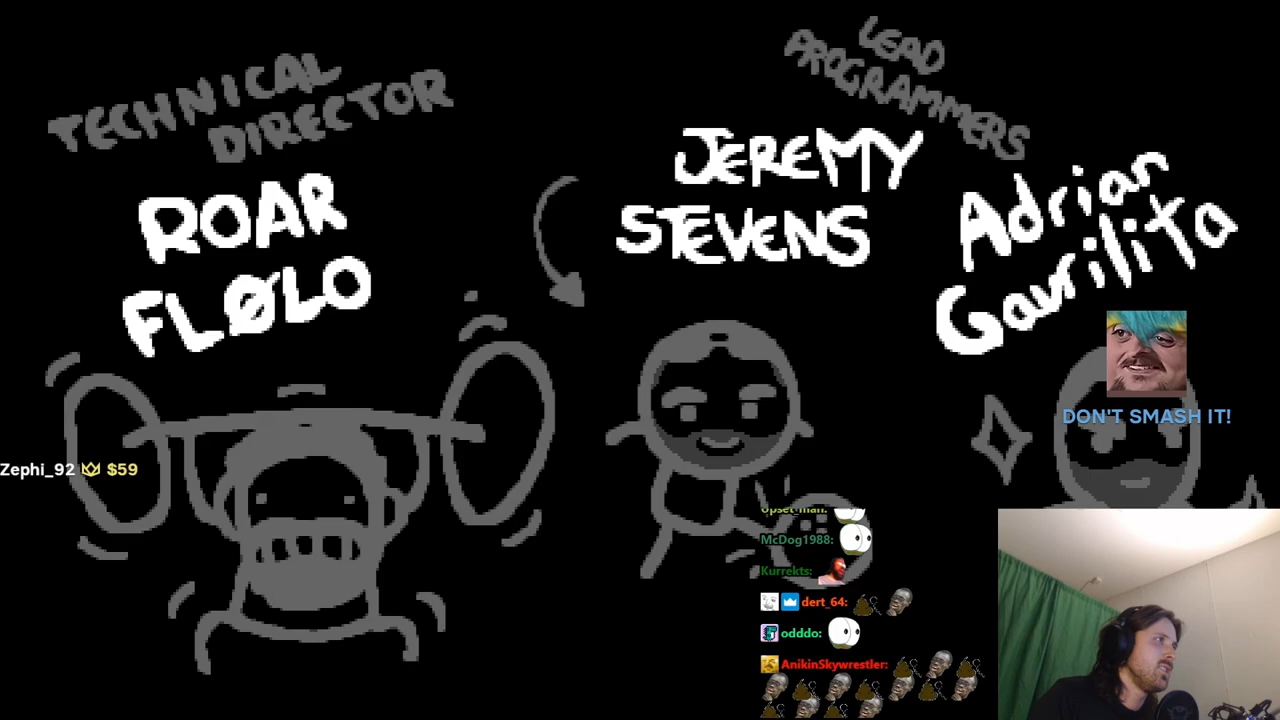 TECHNICAL
DIRECTOR
ROAR
FLØLO
LEAD
PROGRAMMERS
JEREMY
STEVENS
Adrian
Gavrilita
DON'T SMASH IT!
Zephi_92 $59
upset_man:
McDog1988:
Kurrekts:
dert_64:
odddo:
AnikinSkywrestler: